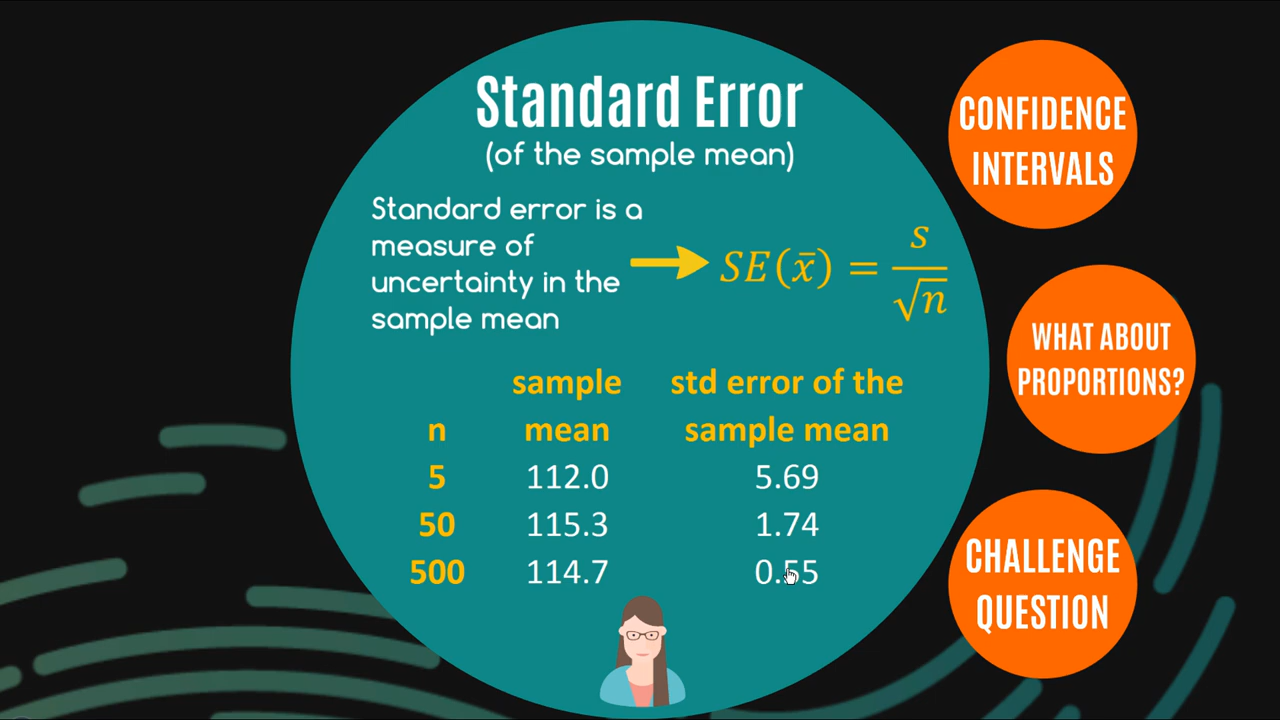 Standard Error
(of the sample mean)
Standard error is a
measure of
uncertainty in the
sample mean
SE(x̄) = s/√n
sample std error of the
n mean sample mean
5 112.0 5.69
50 115.3 1.74
500 114.7 0.55
CONFIDENCE
INTERVALS
WHAT ABOUT
PROPORTIONS?
CHALLENGE
QUESTION